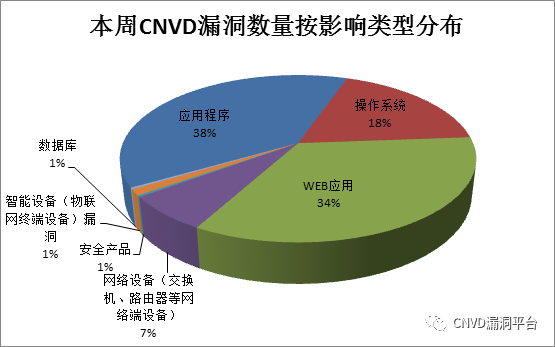 本周CNVD漏洞数量按影响类型分布
应用程序
38%
操作系统
18%
WEB应用
34%
数据库
1%
智能设备（物联
网终端设备）漏
洞
1%
安全产品
1%
网络设备（交换
机、路由器等网
络端设备）
7%
CNVD漏洞平台